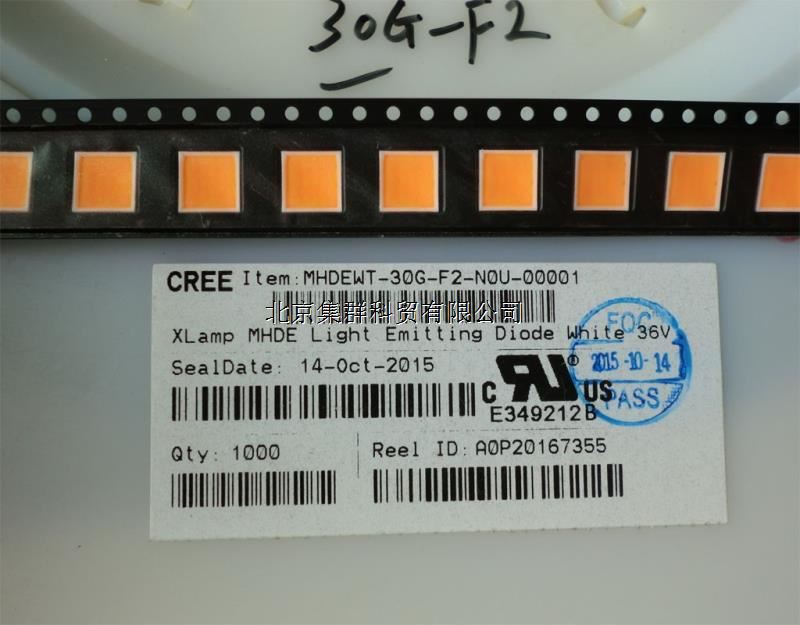 30G-F2
CREE Item: MHDEWT-30G-F2-N0U-00001
北京集群科贸有限公司
XLamp MHDE Light Emitting Diode White 36V
SealDate: 14-Oct-2015
FQC
2015-10-14
PASS
C RU ® US
E349212B
Qty: 1000
Reel ID: A0P20167355